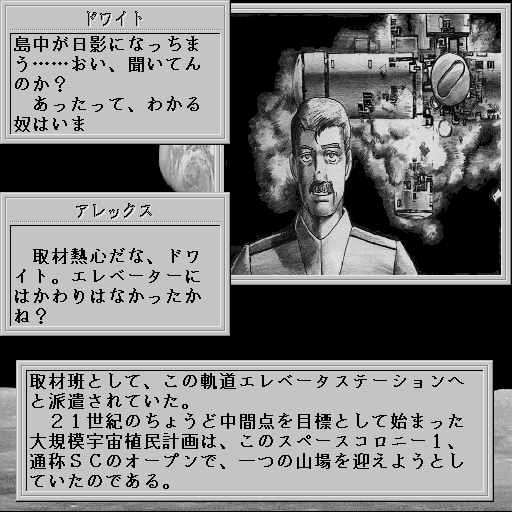 ドワイト
島中が日影になっちま
う……おい、聞いてん
のか？
　あったって、わかる
奴はいま
アレックス
　取材熱心だな、ドワ
イト。エレベーターに
はかわりはなかったか
ね？
取材班として、この軌道エレベータステーションへ
と派遣されていた。
　２１世紀のちょうど中間点を目標として始まった
大規模宇宙植民計画は、このスペースコロニー１、
通称ＳＣのオープンで、一つの山場を迎えようとし
ていたのである。